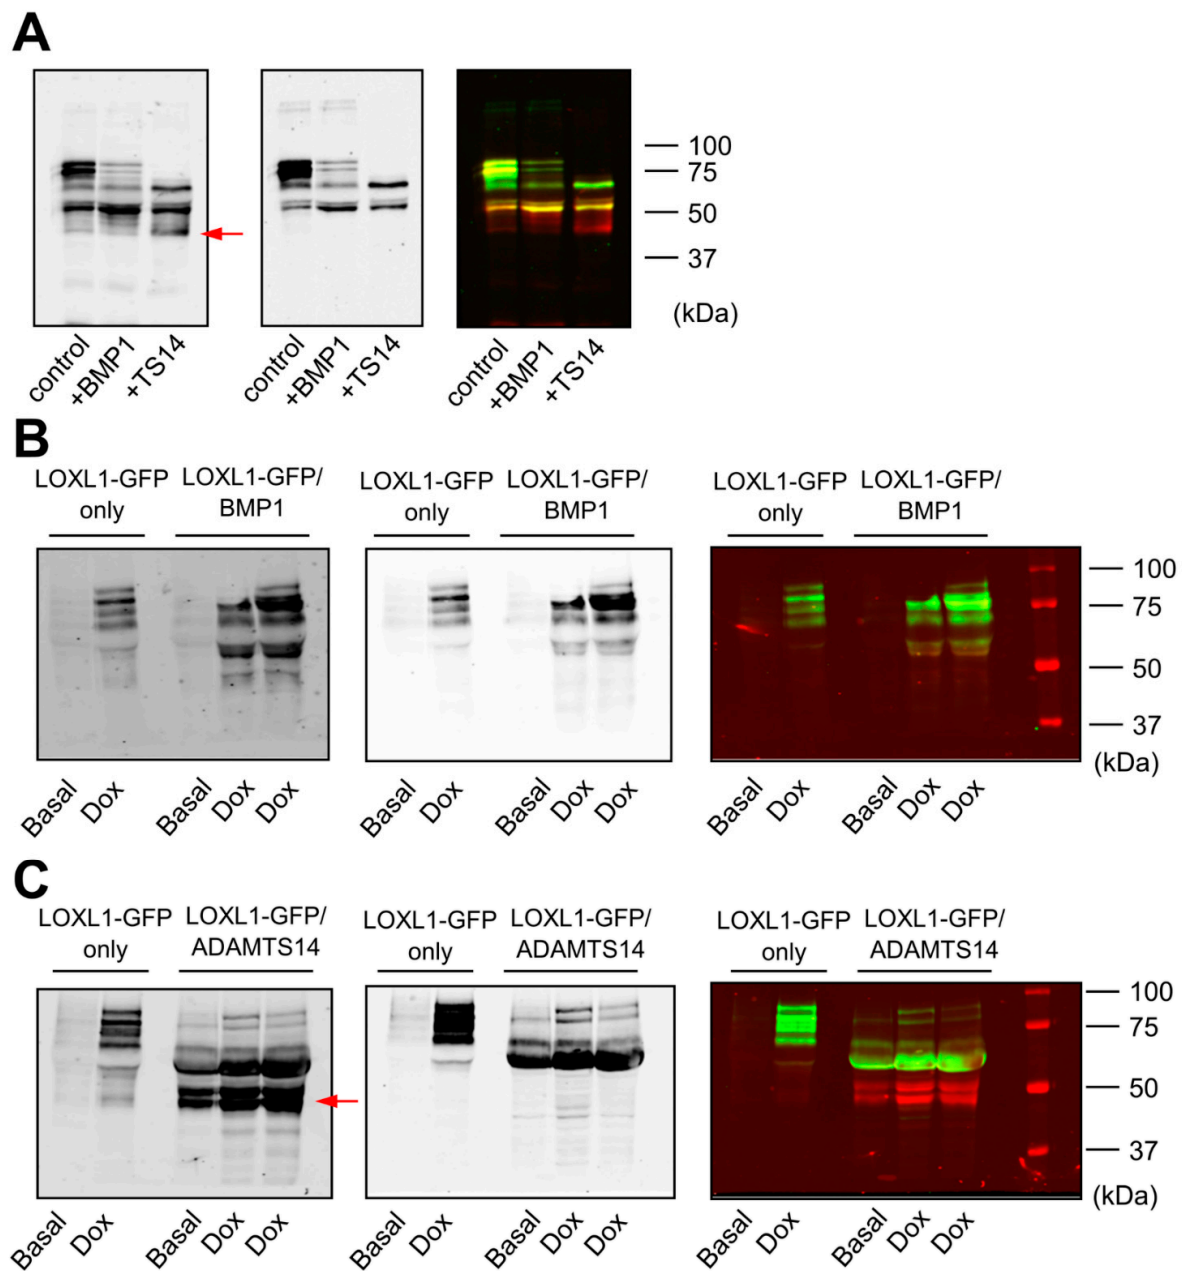 A
100
75
50
37
(kDa)
control
+BMP1
+TS14
control
+BMP1
+TS14
control
+BMP1
+TS14
B
LOXL1-GFP
only
LOXL1-GFP/
BMP1
LOXL1-GFP
only
LOXL1-GFP/
BMP1
LOXL1-GFP
only
LOXL1-GFP/
BMP1
100
75
50
37
(kDa)
Basal
Dox
Basal
Dox
Dox
Basal
Dox
Basal
Dox
Dox
Basal
Dox
Basal
Dox
Dox
C
LOXL1-GFP
only
LOXL1-GFP/
ADAMTS14
LOXL1-GFP
only
LOXL1-GFP/
ADAMTS14
LOXL1-GFP
only
LOXL1-GFP/
ADAMTS14
100
75
50
37
(kDa)
Basal
Dox
Basal
Dox
Dox
Basal
Dox
Basal
Dox
Dox
Basal
Dox
Basal
Dox
Dox